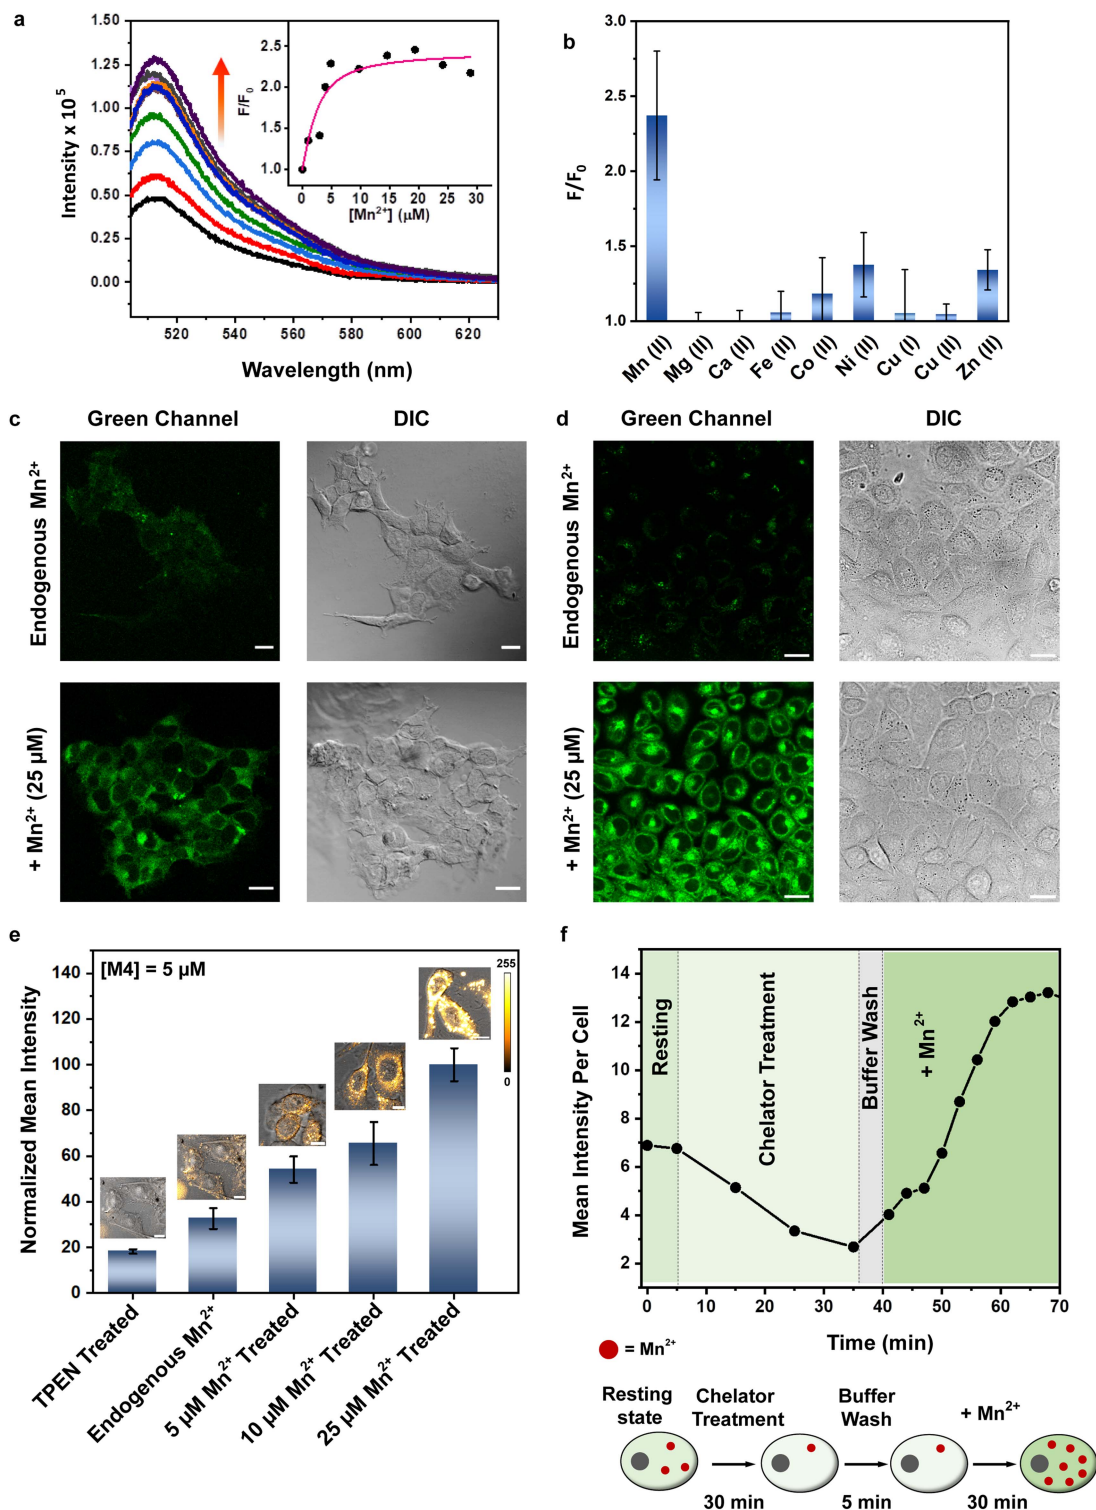 a
1.50
1.25
1.00
0.75
0.50
0.25
0.00
Intensity x 10⁵
520
540
560
580
600
620
Wavelength (nm)
2.5
2.0
1.5
1.0
F/F₀
0
5
10
15
20
25
30
[Mn²⁺] (µM)
b
3.0
2.5
2.0
1.5
1.0
F/F₀
Mn (II)
Mg (II)
Ca (II)
Fe (II)
Co (II)
Ni (II)
Cu (I)
Cu (II)
Zn (II)
c
Green Channel
DIC
Endogenous Mn²⁺
+ Mn²⁺ (25 µM)
d
Green Channel
DIC
Endogenous Mn²⁺
+ Mn²⁺ (25 µM)
e
[M4] = 5 µM
140
120
100
80
60
40
20
0
Normalized Mean Intensity
255
0
TPEN Treated
Endogenous Mn²⁺
5 µM Mn²⁺ Treated
10 µM Mn²⁺ Treated
25 µM Mn²⁺ Treated
f
14
12
10
8
6
4
2
Mean Intensity Per Cell
Resting
Chelator Treatment
Buffer Wash
+ Mn²⁺
0
10
20
30
40
50
60
70
Time (min)
= Mn²⁺
Resting state
Chelator Treatment
Buffer Wash
+ Mn²⁺
30 min
5 min
30 min